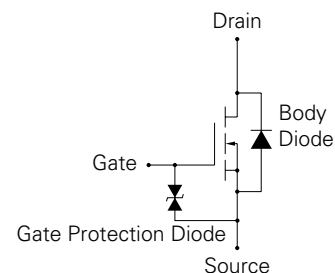 Drain
Body
Diode
Gate
Gate Protection Diode
Source